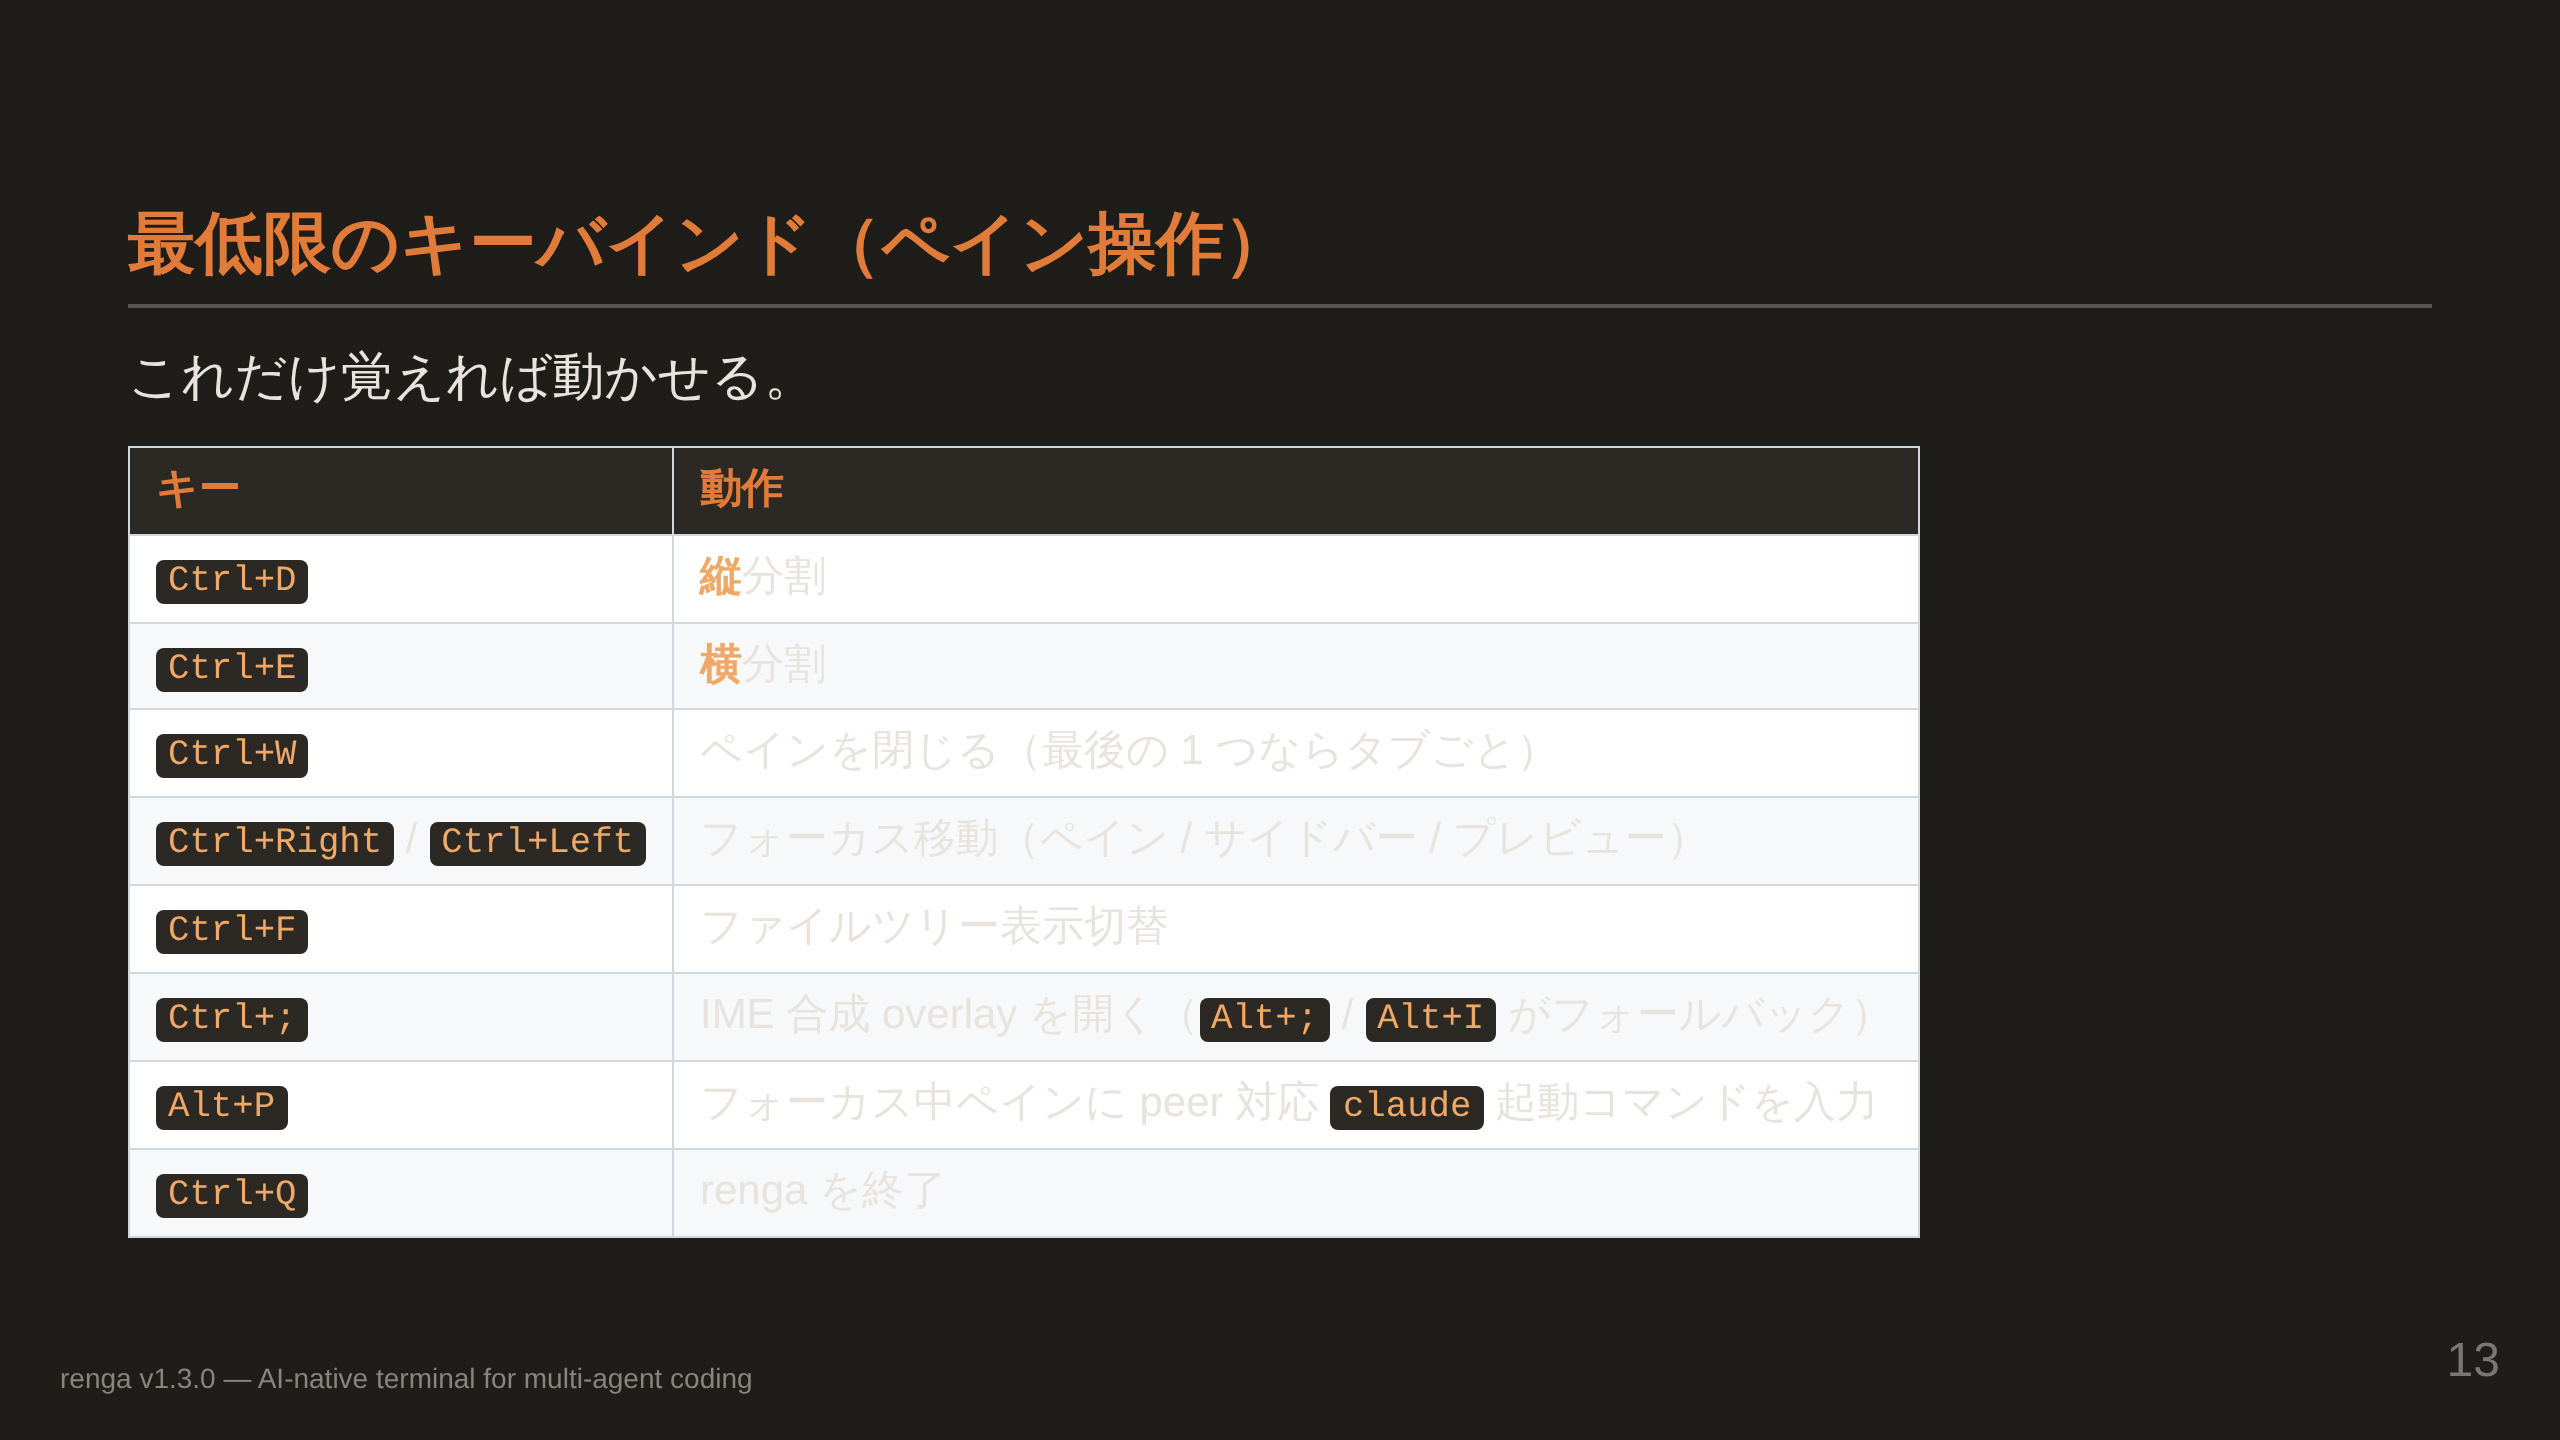 最低限のキーバインド（ペイン操作）
これだけ覚えれば動かせる。
キー 動作
Ctrl+D 縦分割
Ctrl+E 横分割
Ctrl+W ペインを閉じる（最後の 1 つならタブごと）
Ctrl+Right / Ctrl+Left フォーカス移動（ペイン / サイドバー / プレビュー）
Ctrl+F ファイルツリー表示切替
Ctrl+; IME 合成 overlay を開く（Alt+; / Alt+I がフォールバック）
Alt+P フォーカス中ペインに peer 対応 claude 起動コマンドを入力
Ctrl+Q renga を終了
renga v1.3.0 — AI-native terminal for multi-agent coding
13